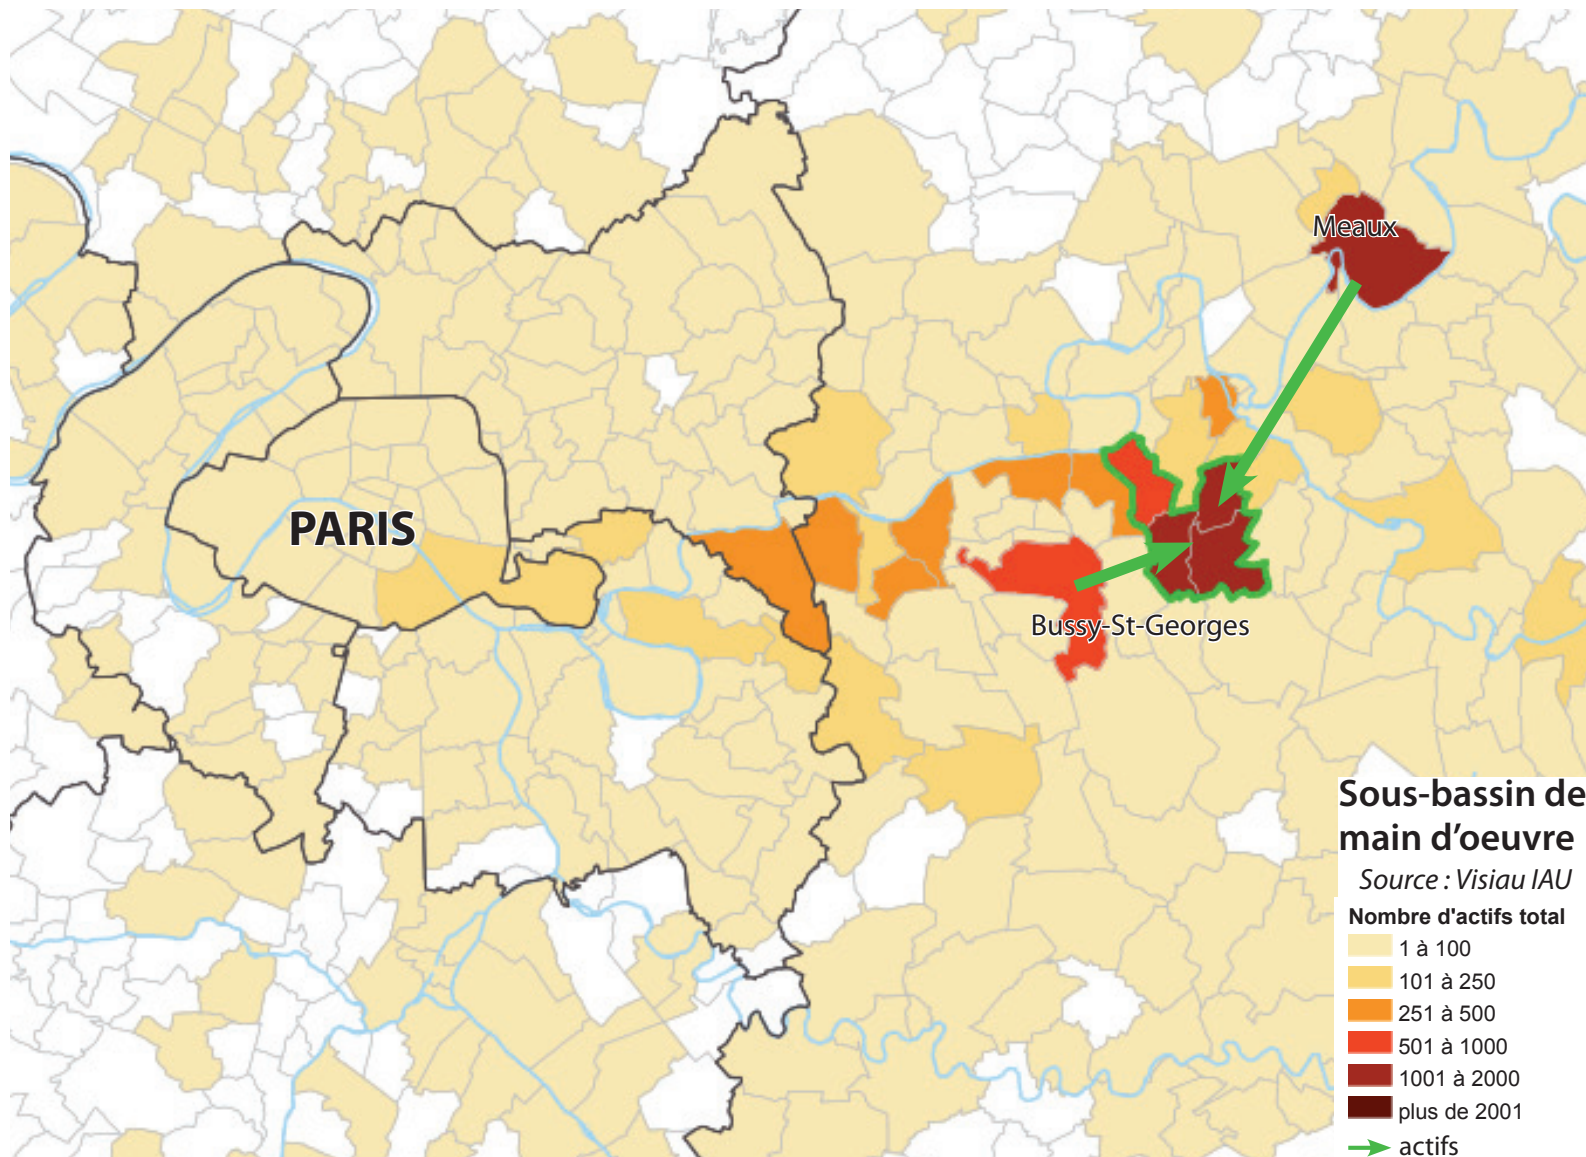 Meaux
PARIS
Bussy-St-Georges
Sous-bassin de
main d'oeuvre
Source : Visiau IAU
Nombre d'actifs total
1 à 100
101 à 250
251 à 500
501 à 1000
1001 à 2000
plus de 2001
actifs